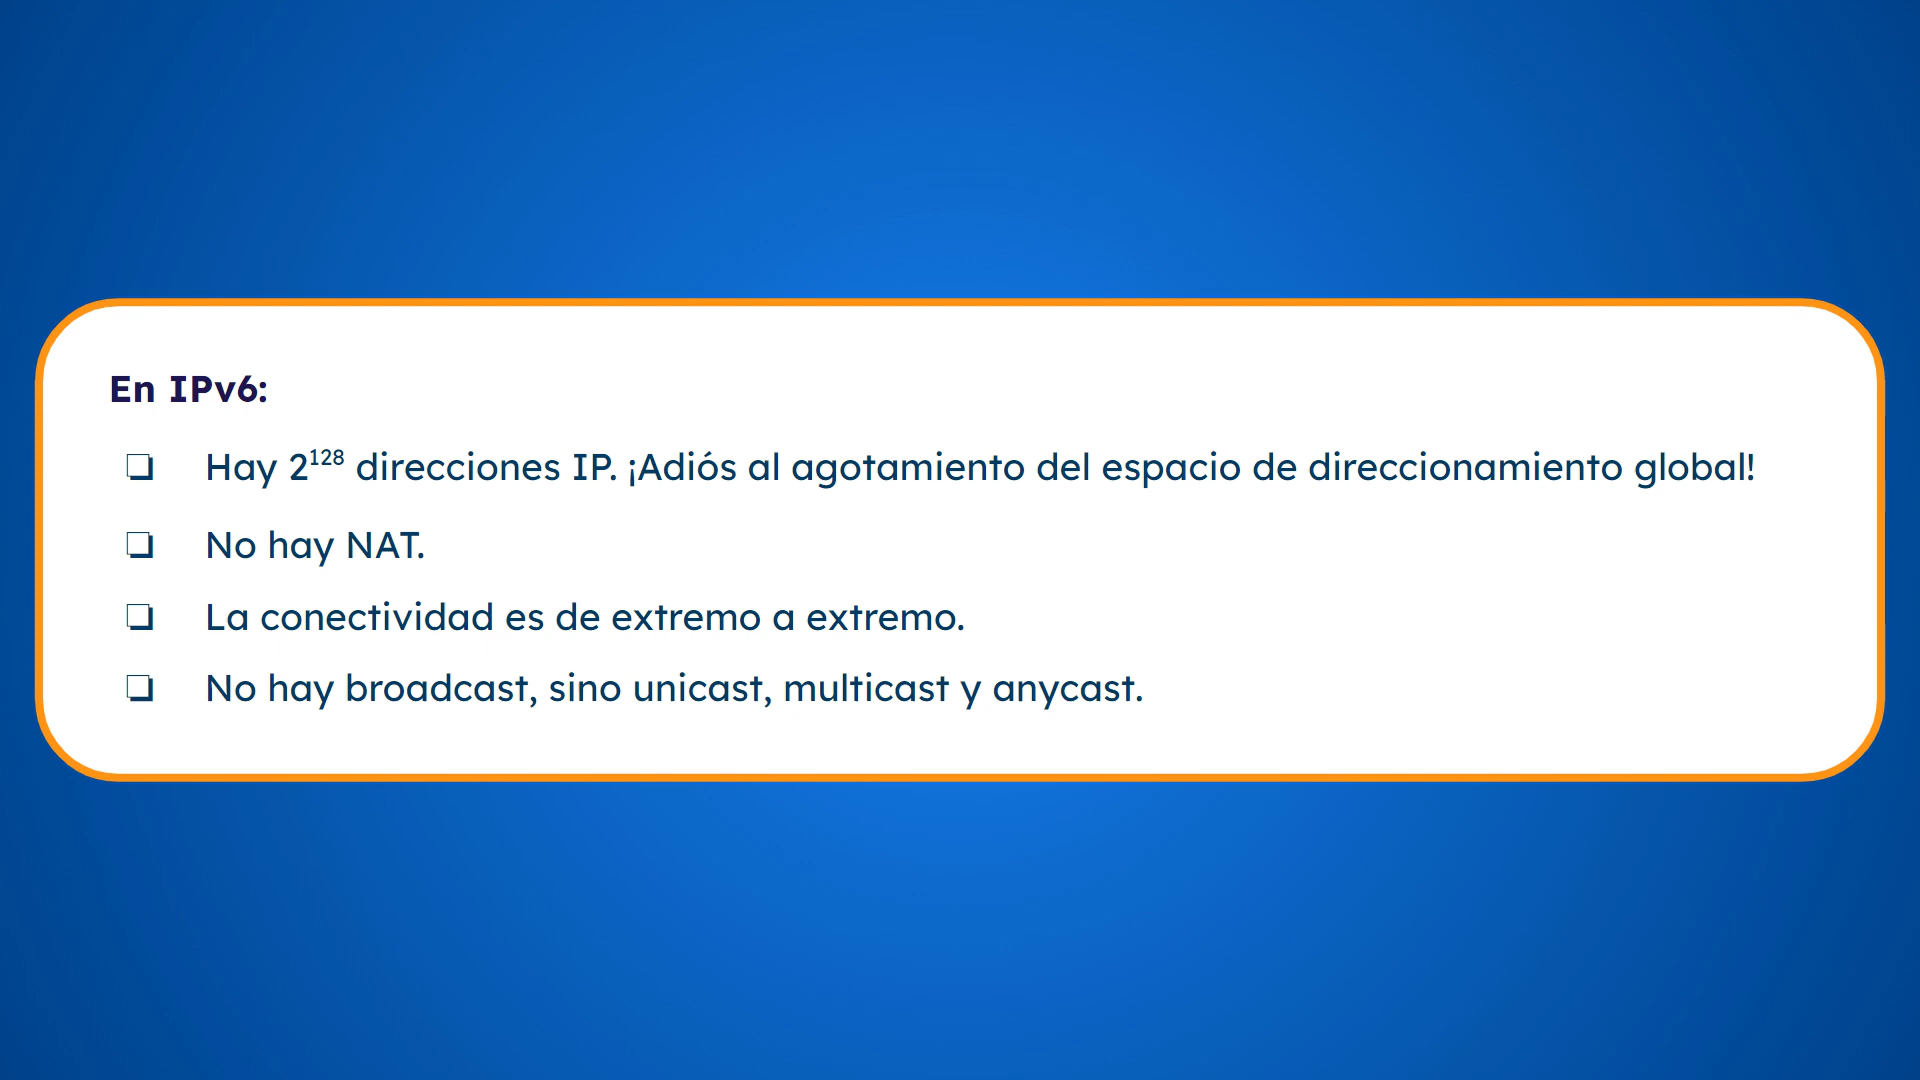 En IPv6:
❏ Hay 2¹²⁸ direcciones IP. ¡Adiós al agotamiento del espacio de direccionamiento global!
❏ No hay NAT.
❏ La conectividad es de extremo a extremo.
❏ No hay broadcast, sino unicast, multicast y anycast.